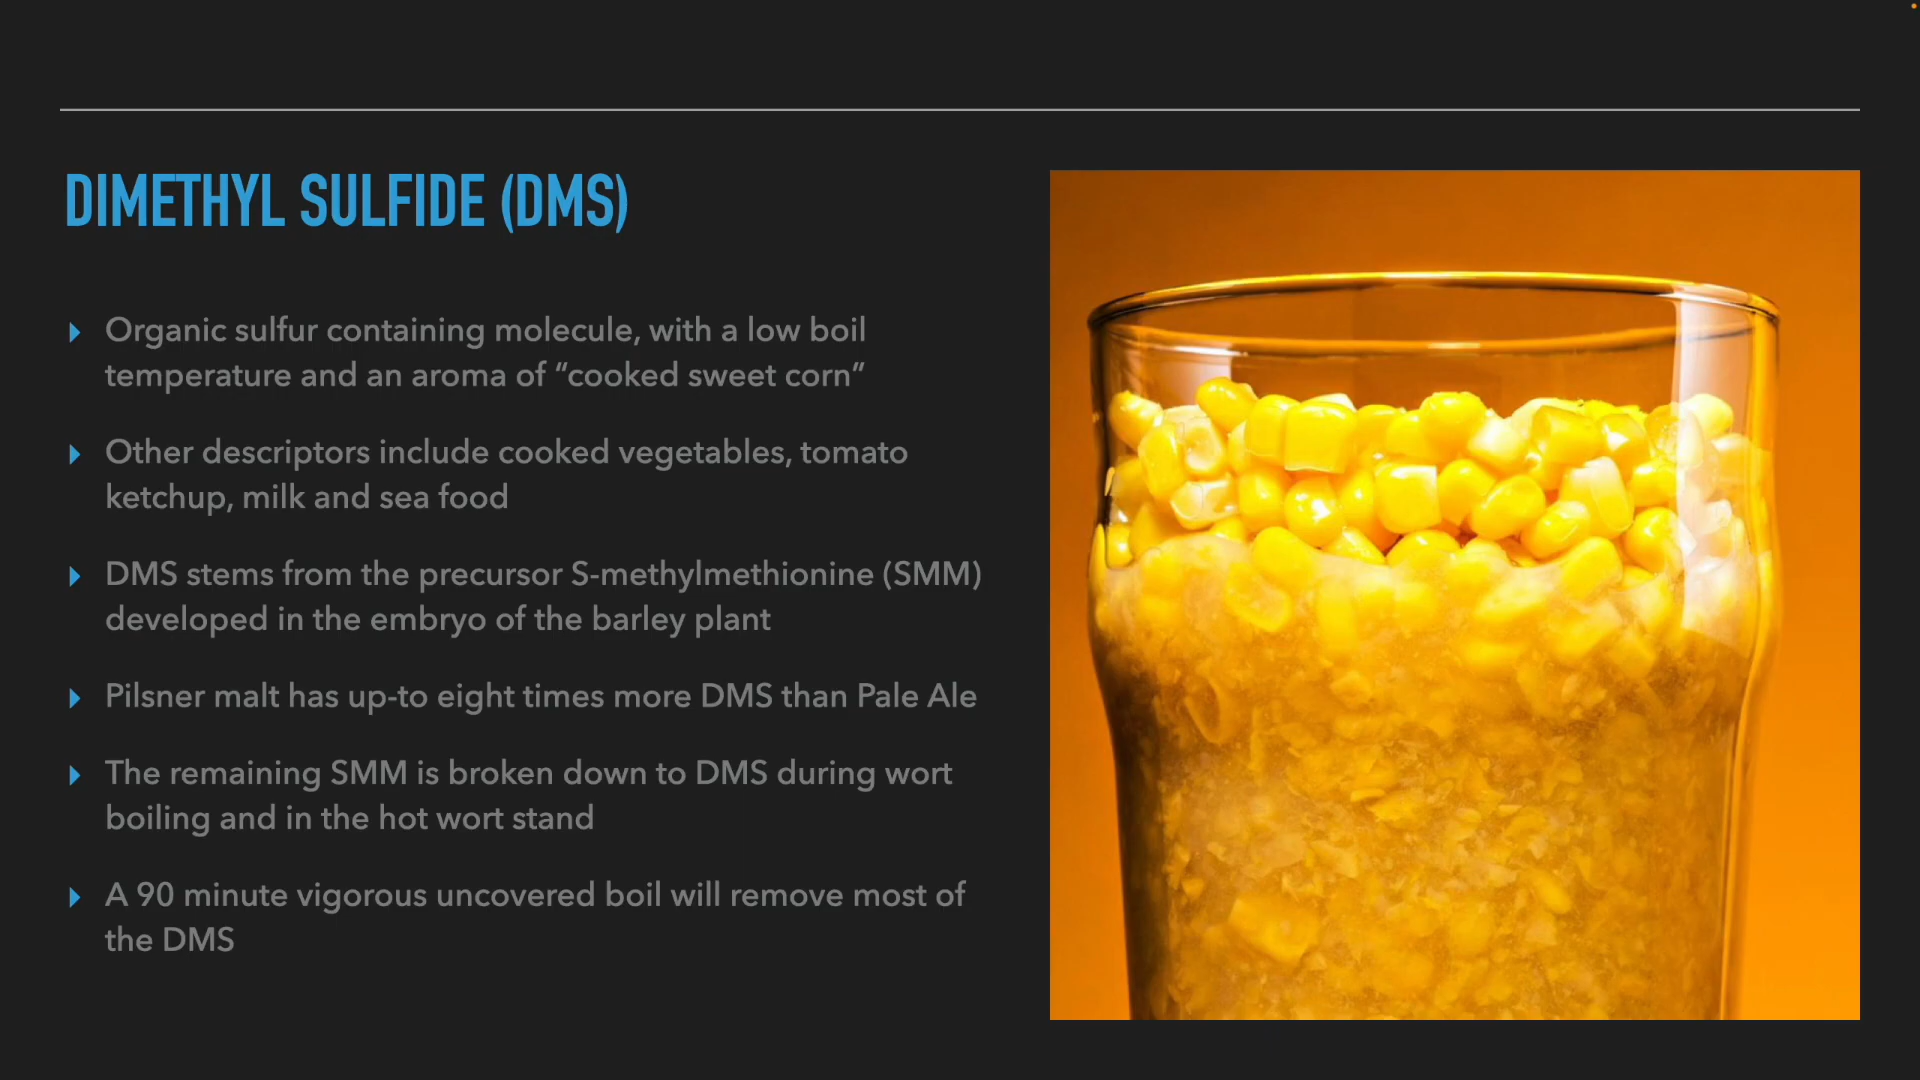 DIMETHYL SULFIDE (DMS)
Organic sulfur containing molecule, with a low boil
temperature and an aroma of “cooked sweet corn”
Other descriptors include cooked vegetables, tomato
ketchup, milk and sea food
DMS stems from the precursor S-methylmethionine (SMM)
developed in the embryo of the barley plant
Pilsner malt has up-to eight times more DMS than Pale Ale
The remaining SMM is broken down to DMS during wort
boiling and in the hot wort stand
A 90 minute vigorous uncovered boil will remove most of
the DMS